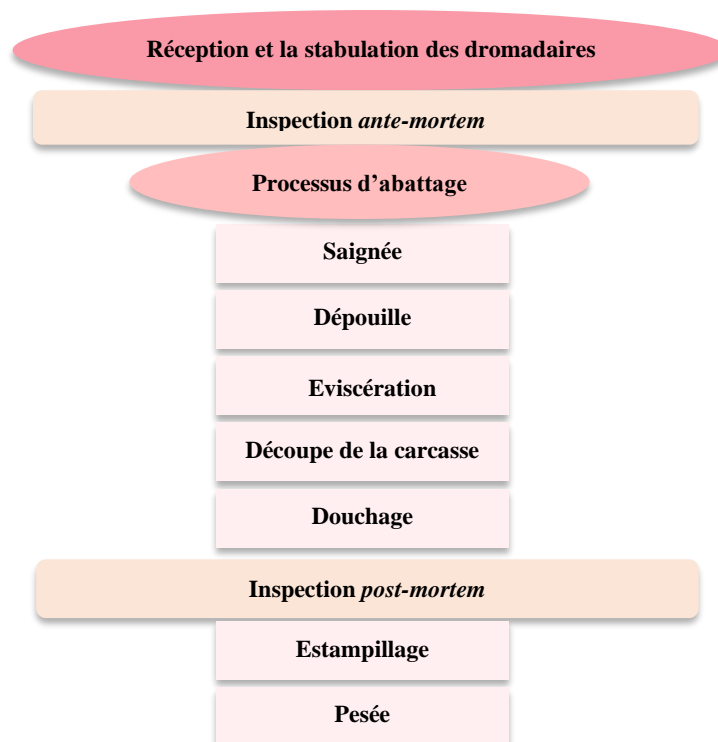 Réception et la stabulation des dromadaires
Inspection ante-mortem
Processus d’abattage
Saignée
Dépouille
Eviscération
Découpe de la carcasse
Douchage
Inspection post-mortem
Estampillage
Pesée